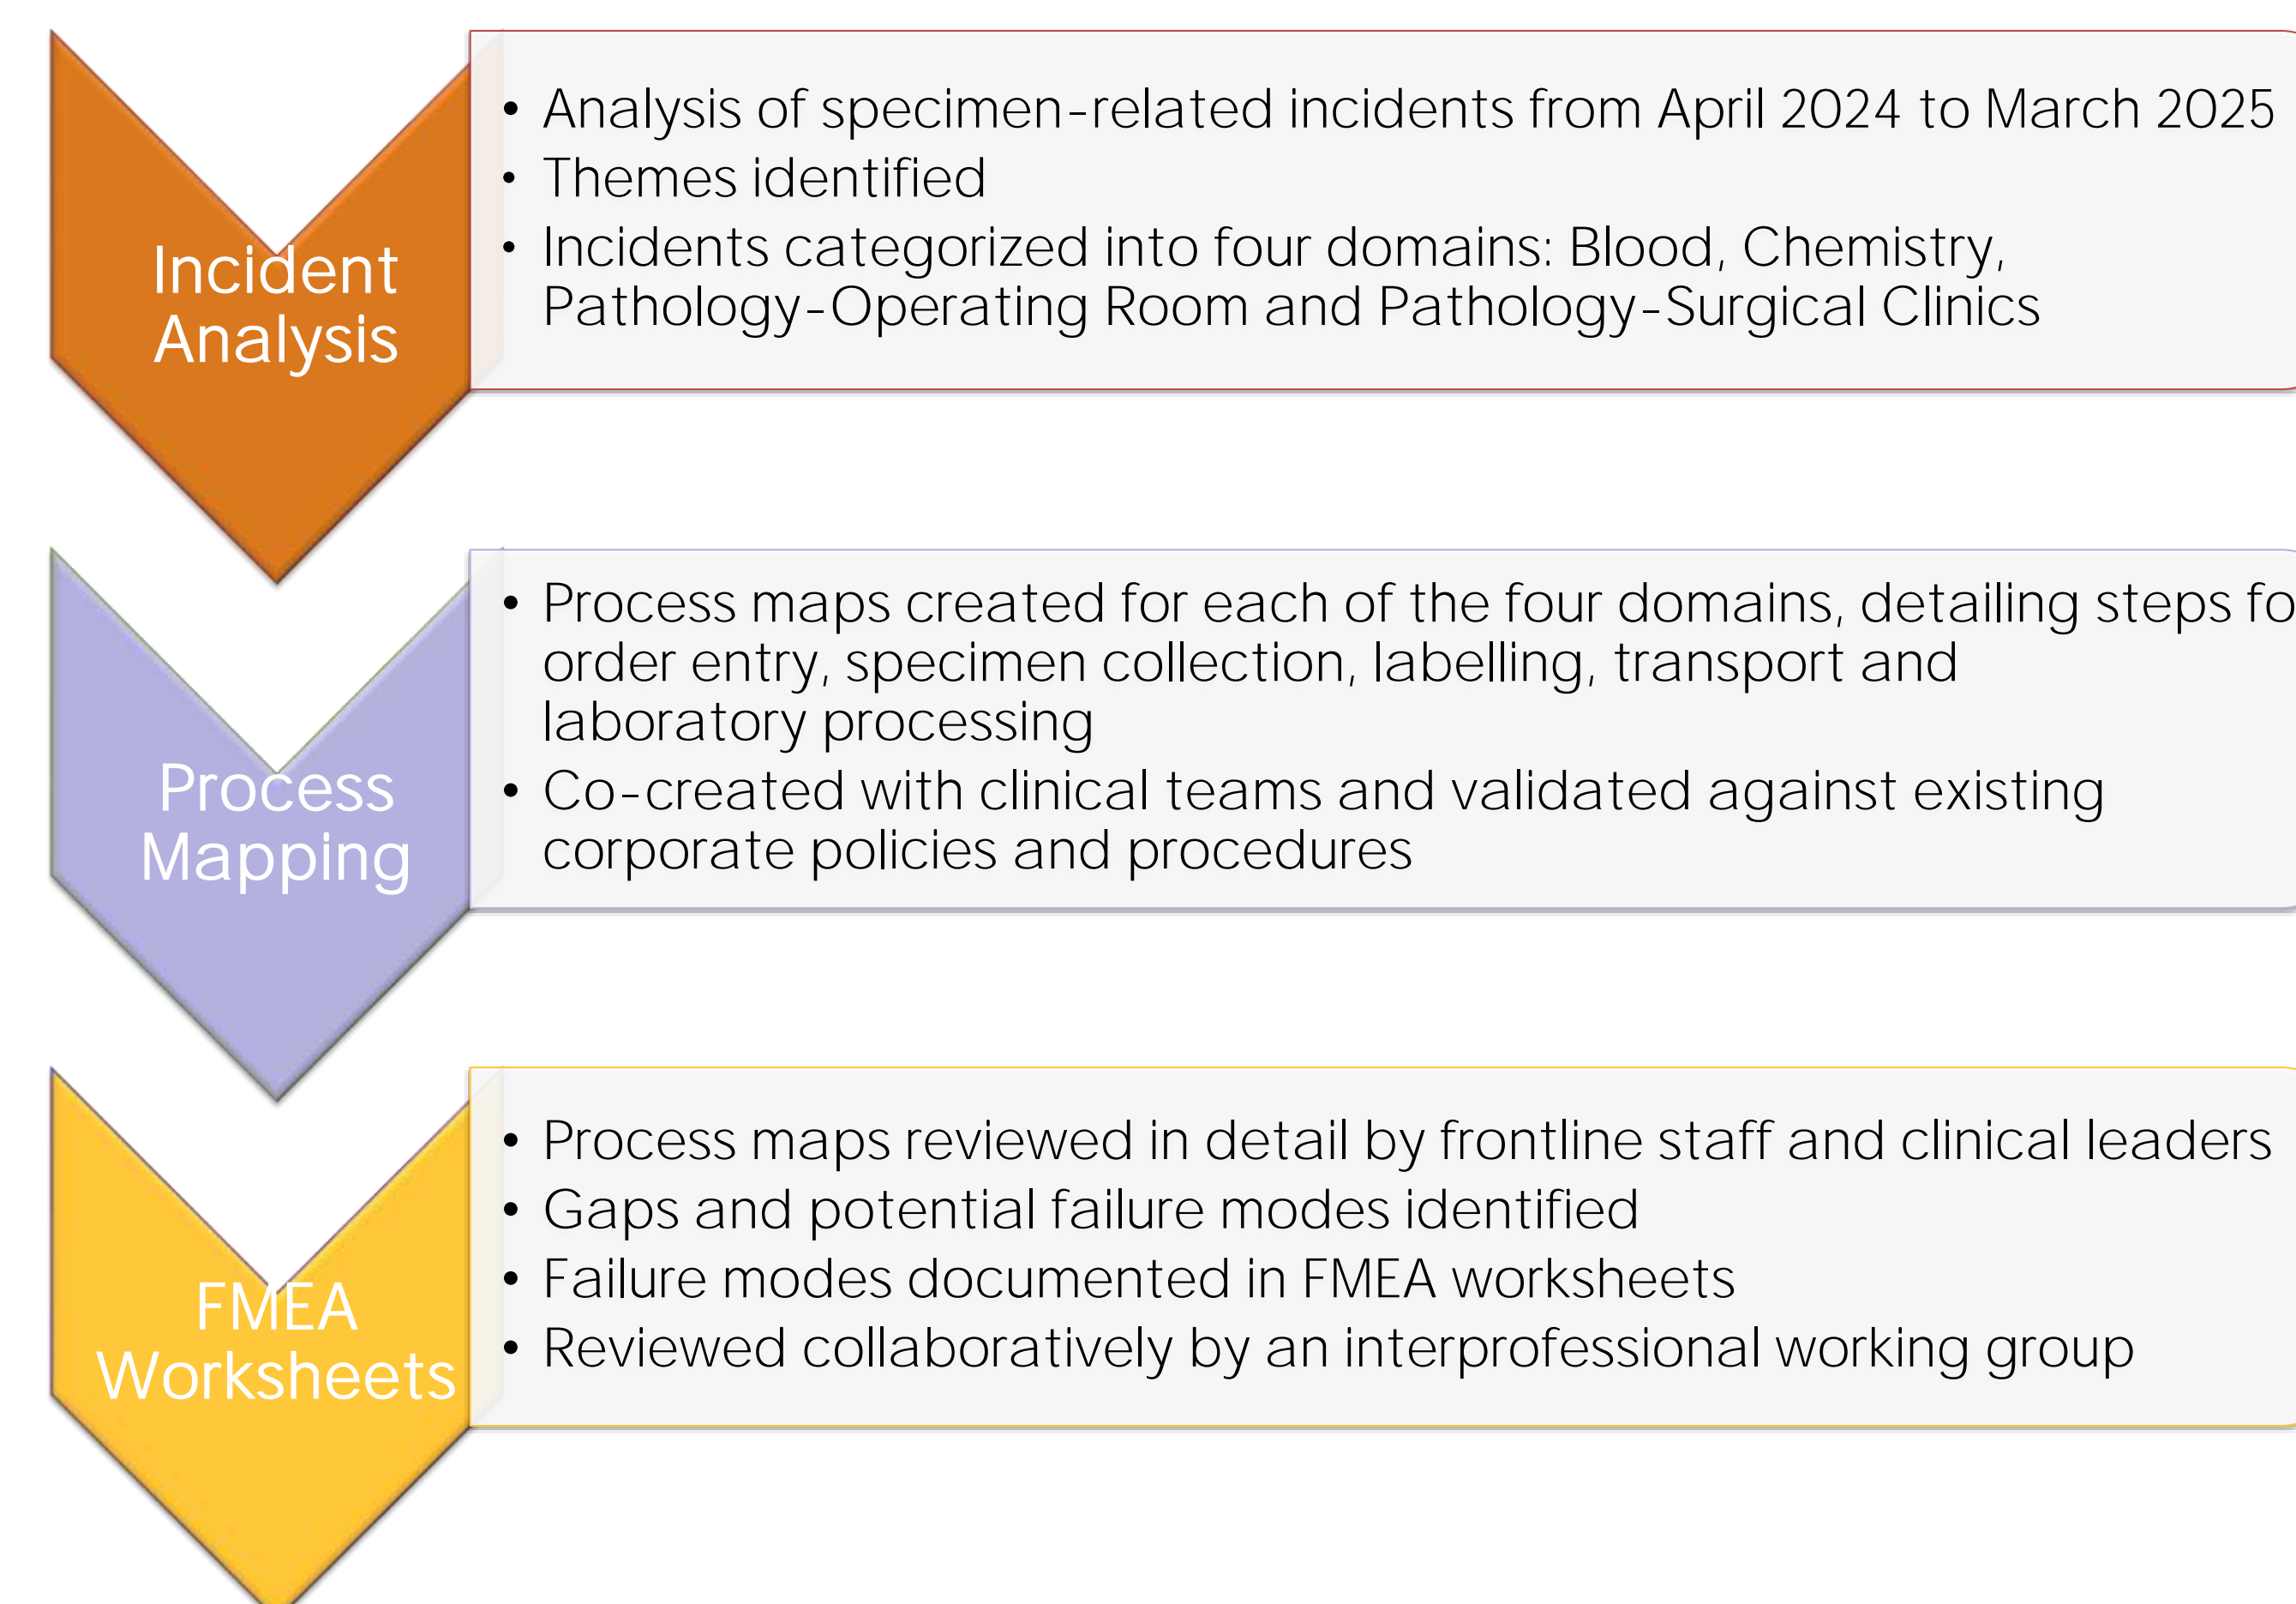 Incident
Analysis
• Analysis of specimen-related incidents from April 2024 to March 2025
• Themes identified
• Incidents categorized into four domains: Blood, Chemistry,
Pathology-Operating Room and Pathology-Surgical Clinics
Process
Mapping
• Process maps created for each of the four domains, detailing steps fo
order entry, specimen collection, labelling, transport and
laboratory processing
• Co-created with clinical teams and validated against existing
corporate policies and procedures
FMEA
Worksheets
• Process maps reviewed in detail by frontline staff and clinical leaders
• Gaps and potential failure modes identified
• Failure modes documented in FMEA worksheets
• Reviewed collaboratively by an interprofessional working group